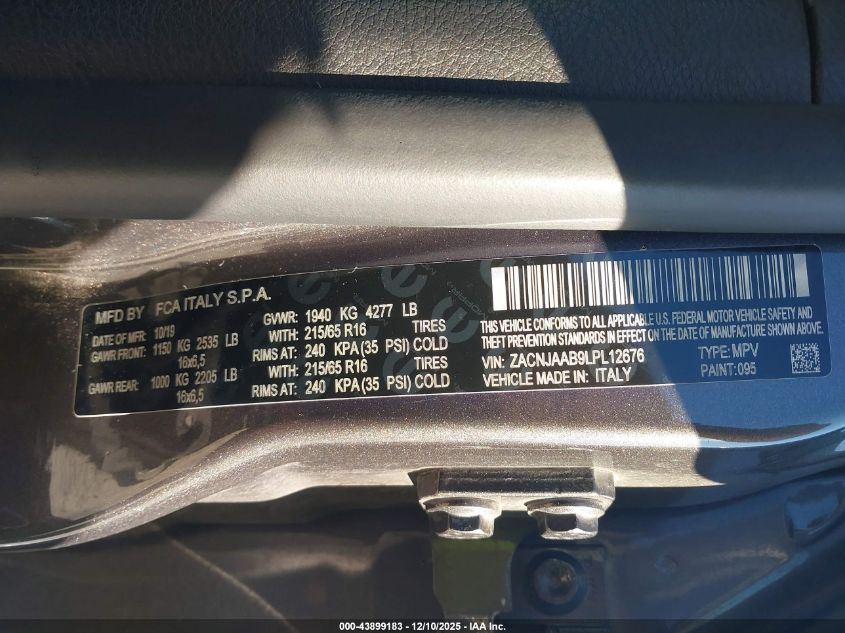 MFD BY FCA ITALY S.P.A.
DATE OF MFR: 10/19 GVWR: 1940 KG 4277 LB
GAWR FRONT: 1150 KG 2535 LB WITH: 215/65 R16 TIRES
16x6,5 RIMS AT: 240 KPA(35 PSI) COLD
GAWR REAR: 1000 KG 2205 LB WITH: 215/65 R16 TIRES
16x6,5 RIMS AT: 240 KPA(35 PSI) COLD
THIS VEHICLE CONFORMS TO ALL APPLICABLE U.S. FEDERAL MOTOR VEHICLE SAFETY AND
THEFT PREVENTION STANDARDS IN EFFECT ON THE DATE OF MANUFACTURE SHOWN ABOVE.
VIN: ZACNJAAB9LPL12676 TYPE: MPV
VEHICLE MADE IN: ITALY PAINT: 095
000-43899183 - 12/10/2025 - IAA Inc.